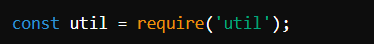 const util = require('util');